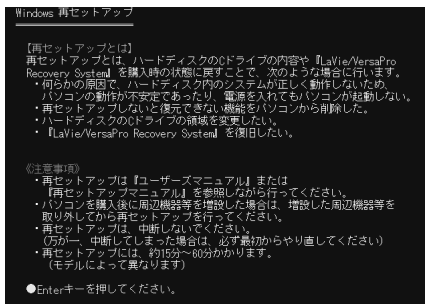 Windows 再セットアップ
【再セットアップとは】
再セットアップとは、ハードディスクのCドライブの内容や『LaVie/VersaPro
Recovery System』を購入時の状態に戻すことで、次のような場合に行います。
・何らかの原因で、ハードディスク内のシステムが正しく動作しないため、
パソコンの動作が不安定であったり、電源を入れてもパソコンが起動しない。
・再セットアップしないと復元できない機能をパソコンから削除した。
・ハードディスクのCドライブの領域を変更したい。
・『LaVie/VersaPro Recovery System』を復旧したい。
《注意事項》
・再セットアップは『ユーザーズマニュアル』または
『再セットアップマニュアル』を参照しながら行ってください。
・パソコンを購入後に周辺機器等を増設した場合は、増設した周辺機器等を
取り外してから再セットアップを行ってください。
・再セットアップは、中断しないでください。
(万が一、中断してしまった場合は、必ず最初からやり直してください)
・再セットアップには、約15分~60分かかります。
(モデルによって異なります)
●Enterキーを押してください。